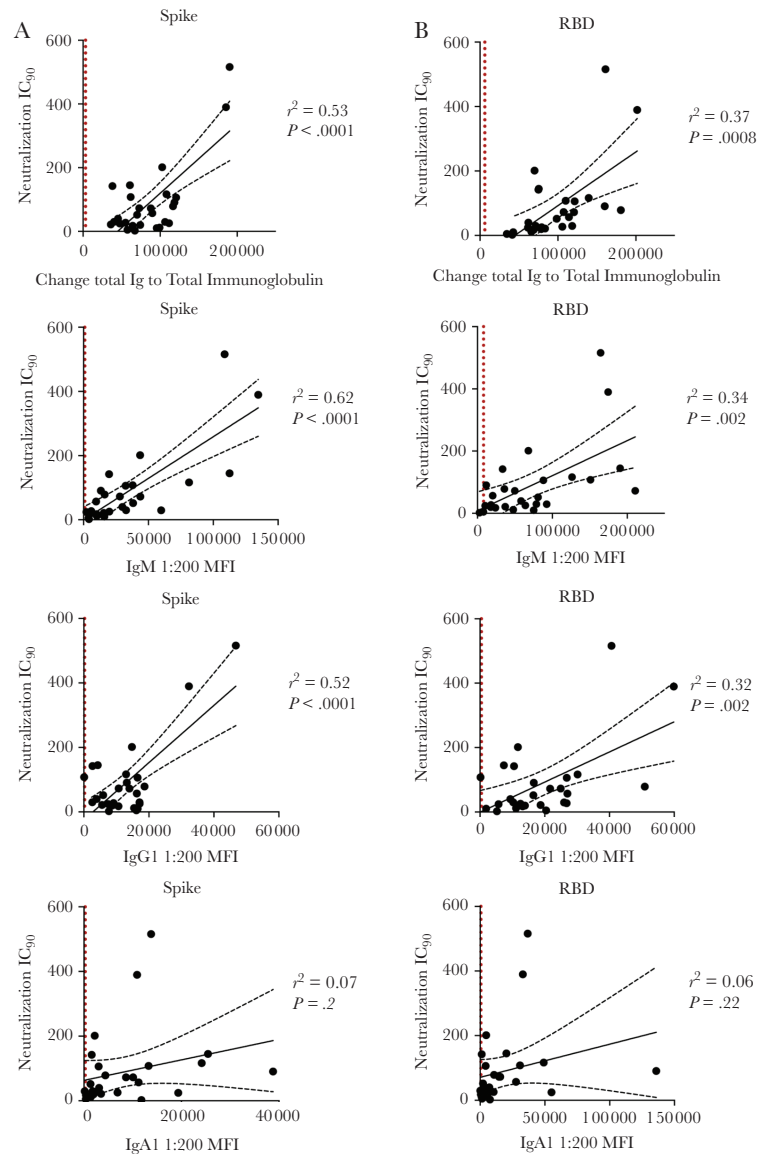 A
Spike
Neutralization IC90
600
400
200
0
0
100000
200000
r² = 0.53
P < .0001
Change total Ig to Total Immunoglobulin
B
RBD
Neutralization IC90
600
400
200
0
0
100000
200000
r² = 0.37
P = .0008
Change total Ig to Total Immunoglobulin
Spike
Neutralization IC90
600
400
200
0
0
50000
100000
150000
r² = 0.62
P < .0001
IgM 1:200 MFI
RBD
Neutralization IC90
600
400
200
0
0
100000
200000
r² = 0.34
P = .002
IgM 1:200 MFI
Spike
Neutralization IC90
600
400
200
0
0
20000
40000
60000
r² = 0.52
P < .0001
IgG1 1:200 MFI
RBD
Neutralization IC90
600
400
200
0
0
20000
40000
60000
r² = 0.32
P = .002
IgG1 1:200 MFI
Spike
Neutralization IC90
600
400
200
0
0
20000
40000
r² = 0.07
P = .2
IgA1 1:200 MFI
RBD
Neutralization IC90
600
400
200
0
0
50000
100000
150000
r² = 0.06
P = .22
IgA1 1:200 MFI